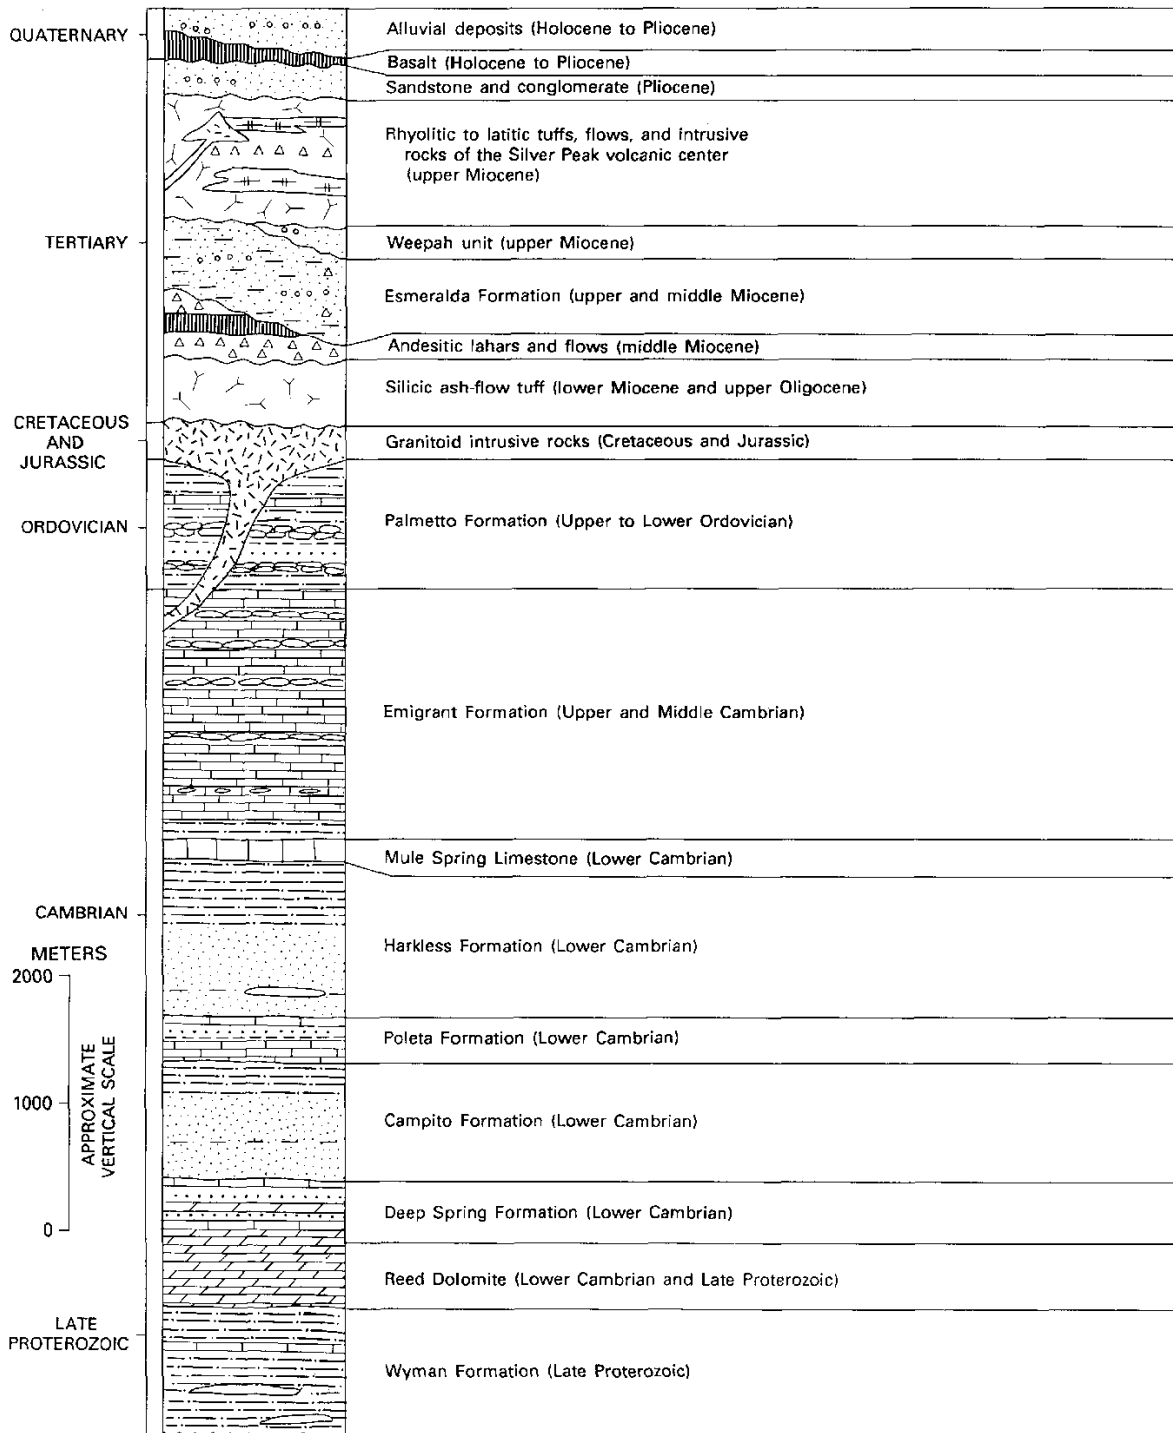 QUATERNARY
Alluvial deposits (Holocene to Pliocene)
Basalt (Holocene to Pliocene)
Sandstone and conglomerate (Pliocene)
Rhyolitic to latitic tuffs, flows, and intrusive
rocks of the Silver Peak volcanic center
(upper Miocene)
TERTIARY
Weepah unit (upper Miocene)
Esmeralda Formation (upper and middle Miocene)
Andesitic lahars and flows (middle Miocene)
Silicic ash-flow tuff (lower Miocene and upper Oligocene)
CRETACEOUS
AND
JURASSIC
Granitoid intrusive rocks (Cretaceous and Jurassic)
ORDOVICIAN
Palmetto Formation (Upper to Lower Ordovician)
Emigrant Formation (Upper and Middle Cambrian)
Mule Spring Limestone (Lower Cambrian)
CAMBRIAN
Harkless Formation (Lower Cambrian)
METERS
2000
1000
0
APPROXIMATE
VERTICAL SCALE
Poleta Formation (Lower Cambrian)
Campito Formation (Lower Cambrian)
Deep Spring Formation (Lower Cambrian)
Reed Dolomite (Lower Cambrian and Late Proterozoic)
LATE
PROTEROZOIC
Wyman Formation (Late Proterozoic)